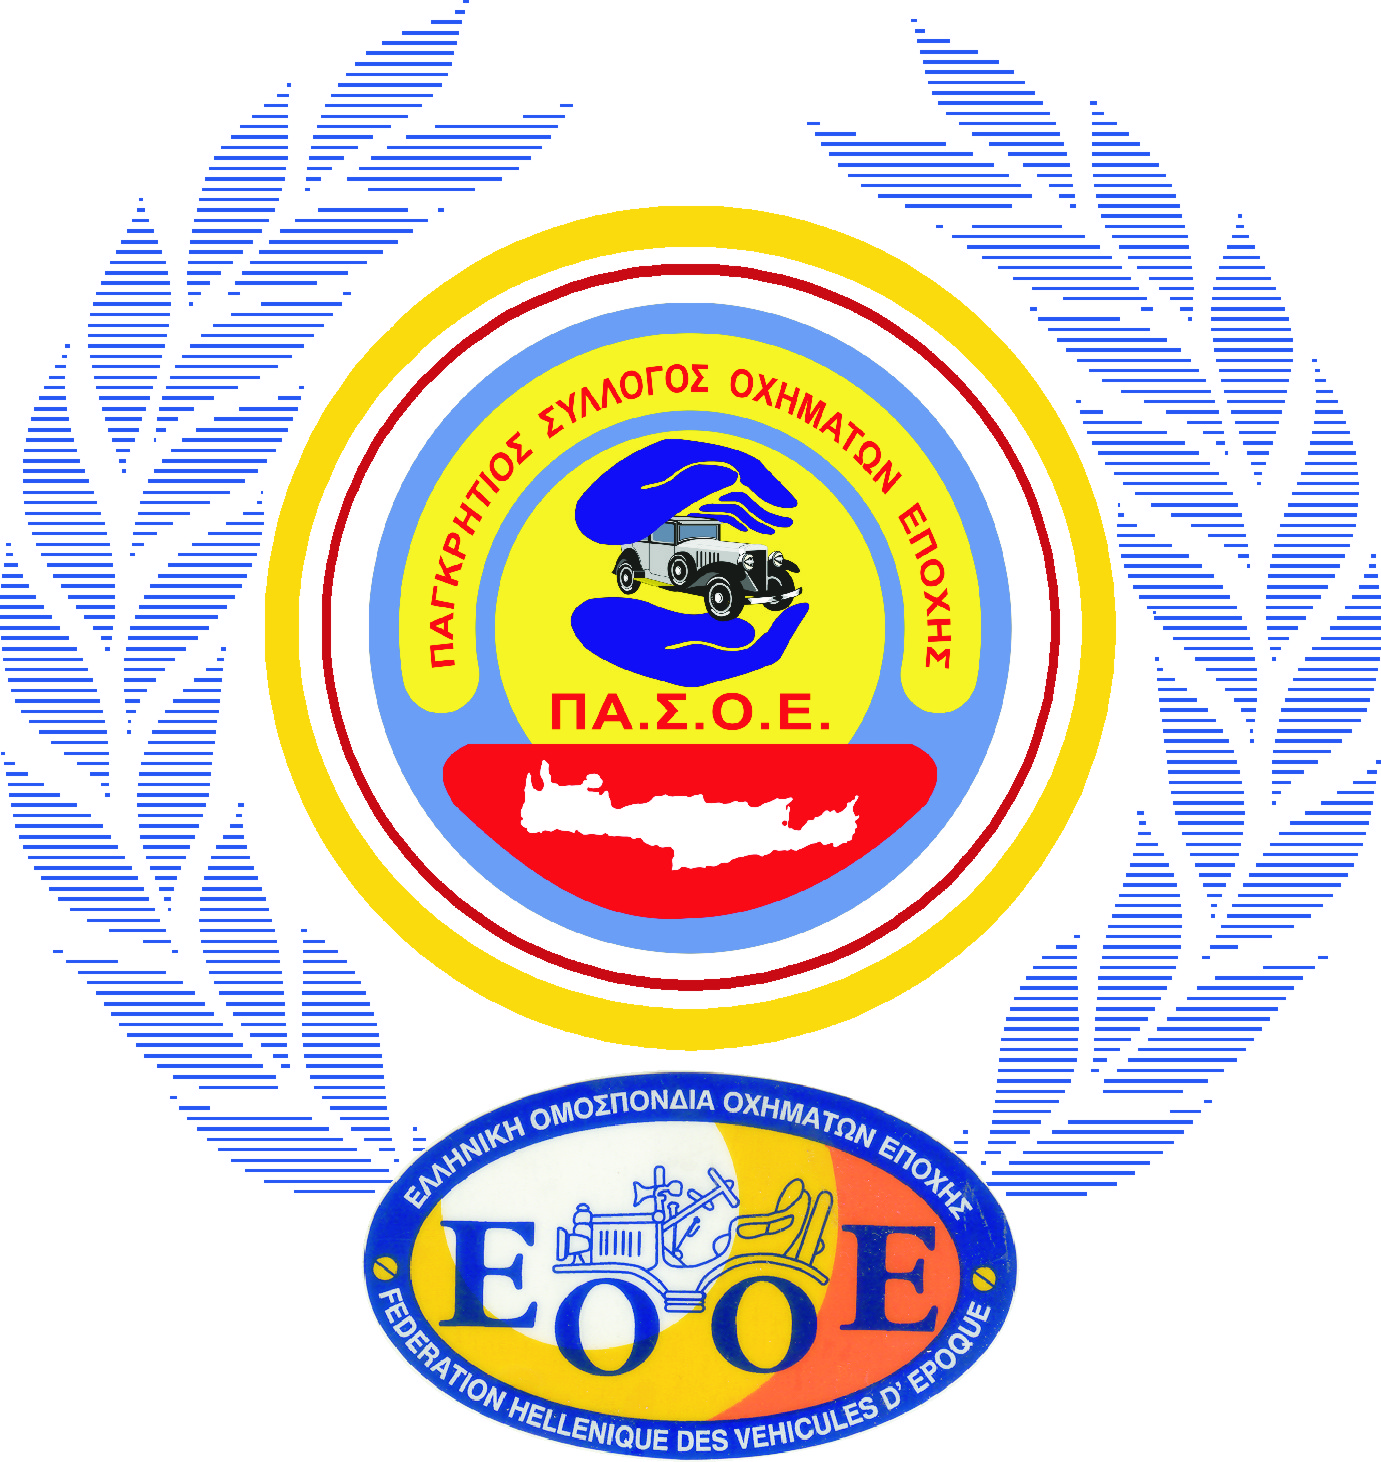 ΠΑΓΚΡΗΤΙΟΣ ΣΥΛΛΟΓΟΣ ΟΧΗΜΑΤΩΝ ΕΠΟΧΗΣ
ΠΑ.Σ.Ο.Ε.
ΕΛΛΗΝΙΚΗ ΟΜΟΣΠΟΝΔΙΑ ΟΧΗΜΑΤΩΝ ΕΠΟΧΗΣ
ΕΟΟΕ
FEDERATION HELLENIQUE DES VEHICULES D' EPOQUE